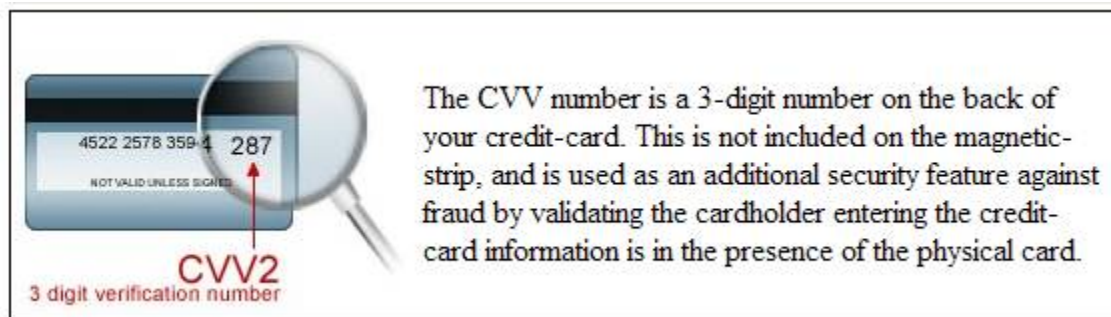 4522 2578 359 4 287
NOT VALID UNLESS SIGNED
CVV2
3 digit verification number
The CVV number is a 3-digit number on the back of
your credit-card. This is not included on the magnetic-
strip, and is used as an additional security feature against
fraud by validating the cardholder entering the credit-
card information is in the presence of the physical card.